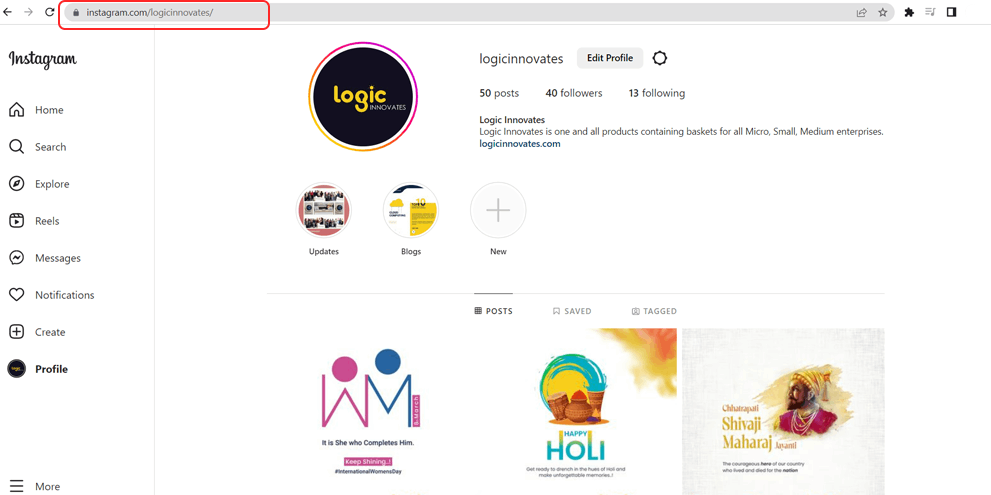 instagram.com/logicinnovates/
Instagram
Home
Search
Explore
Reels
Messages
Notifications
Create
Profile
More
logic
INNOVATES
logicinnovates Edit Profile
50 posts 40 followers 13 following
Logic Innovates
Logic Innovates is one and all products containing baskets for all Micro, Small, Medium enterprises.
logicinnovates.com
Updates Blogs New
POSTS SAVED TAGGED
8 March
It is She who Completes Him.
Keep Shining..!
#InternationalWomensDay
HAPPY
HOLI
Get ready to drench in the hues of Holi and
make unforgettable memories..!
Chhatrapati
Shivaji
Maharaj Jayanti
The courageous hero of our country
who lived and died for the nation